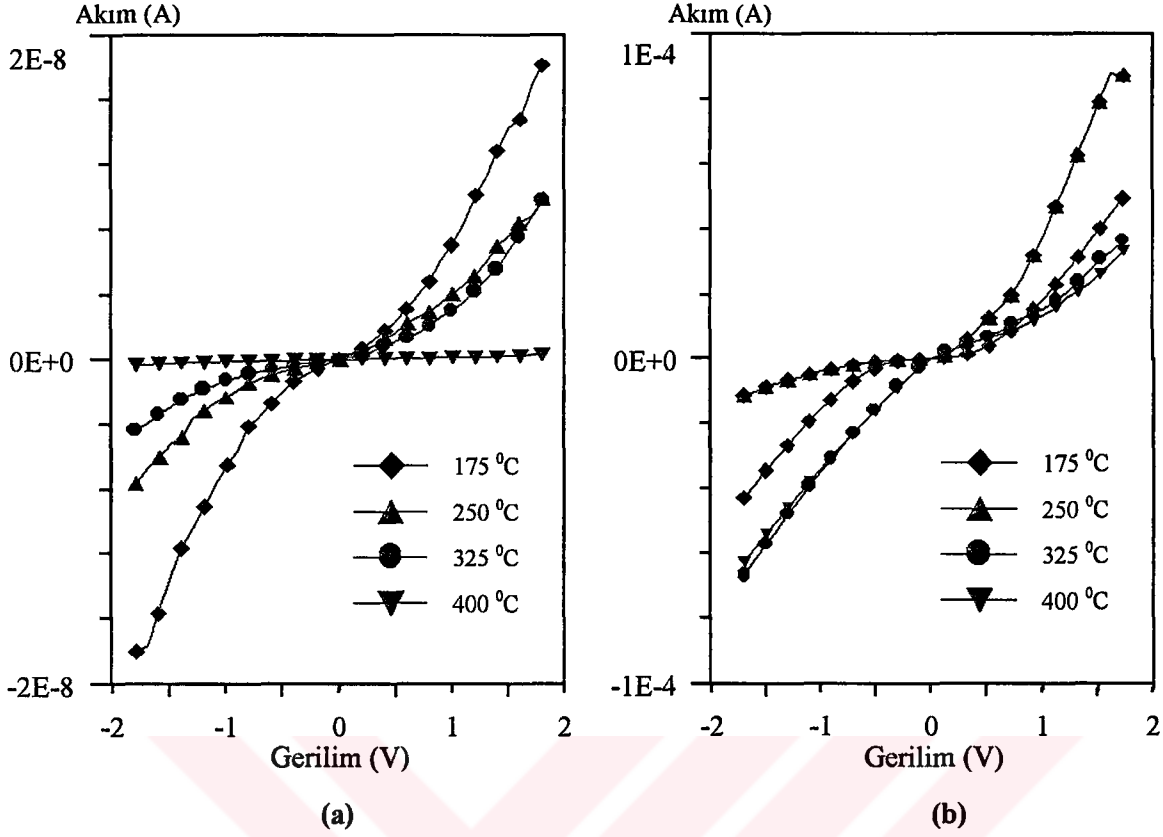 Akım (A)
2E-8
0E+0
-2E-8
-2
-1
0
1
2
Gerilim (V)
175 ⁰C
250 ⁰C
325 ⁰C
400 ⁰C
(a)
Akım (A)
1E-4
0E+0
-1E-4
-2
-1
0
1
2
Gerilim (V)
175 ⁰C
250 ⁰C
325 ⁰C
400 ⁰C
(b)